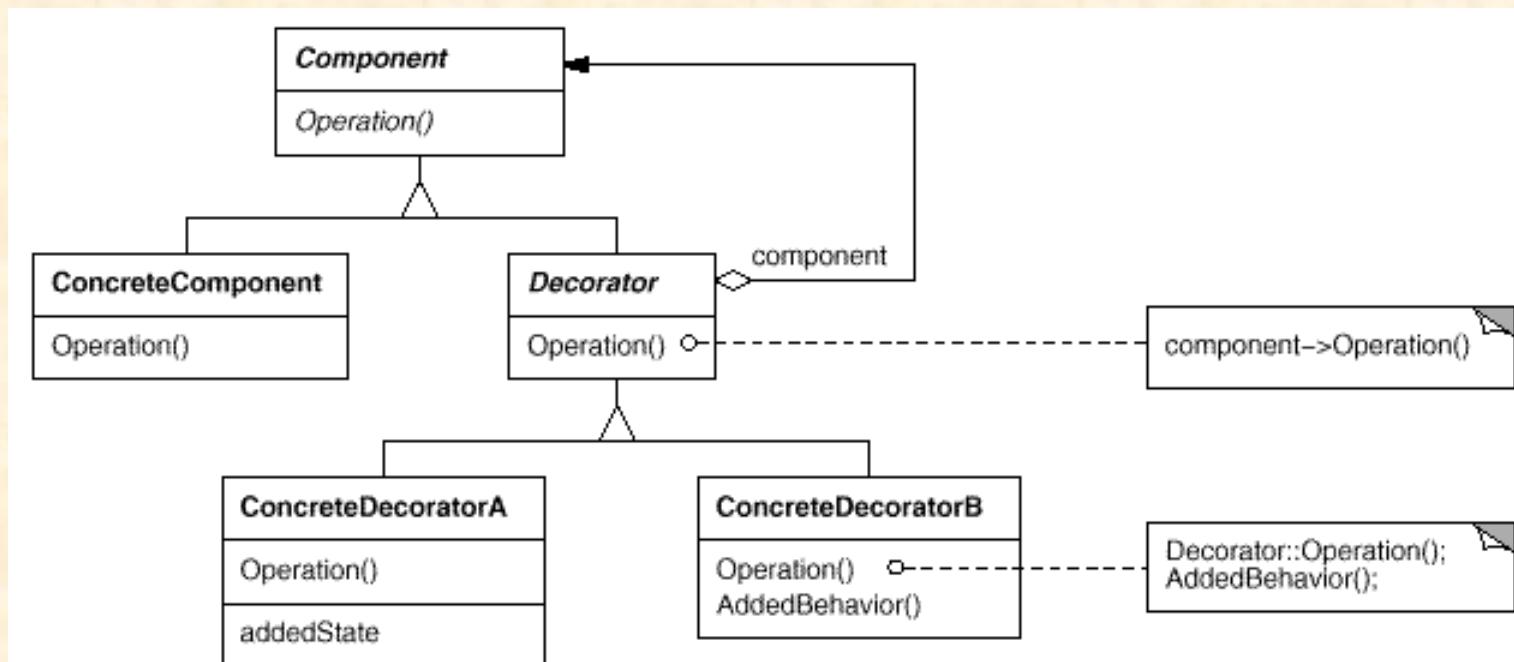 Component
Operation()
ConcreteComponent
Operation()
Decorator
Operation()
component
component–>Operation()
ConcreteDecoratorA
Operation()
addedState
ConcreteDecoratorB
Operation()
AddedBehavior()
Decorator::Operation();
AddedBehavior();